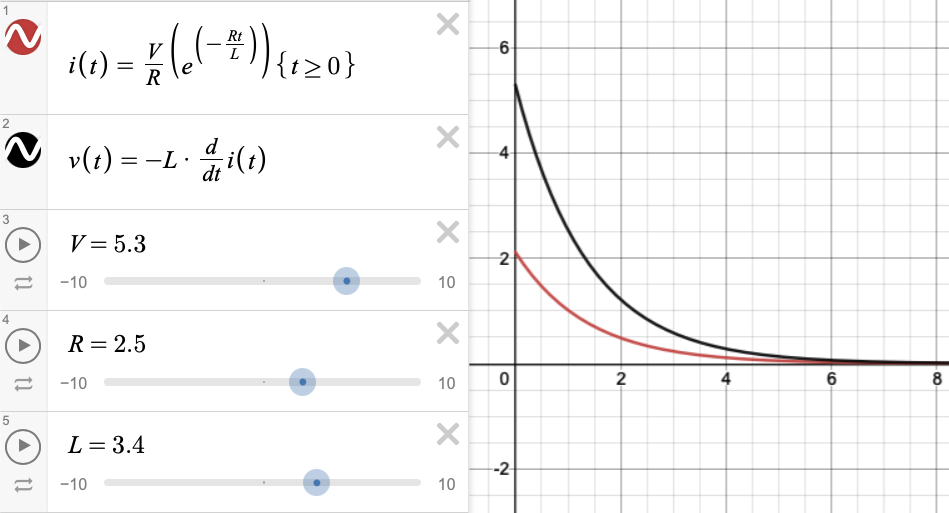 1
i(t) = V/R (e^(−Rt/L)) {t ≥ 0}
2
v(t) = −L · d/dt i(t)
3
V = 5.3
−10 10
4
R = 2.5
−10 10
5
L = 3.4
−10 10
6
4
2
0 2 4 6 8
-2